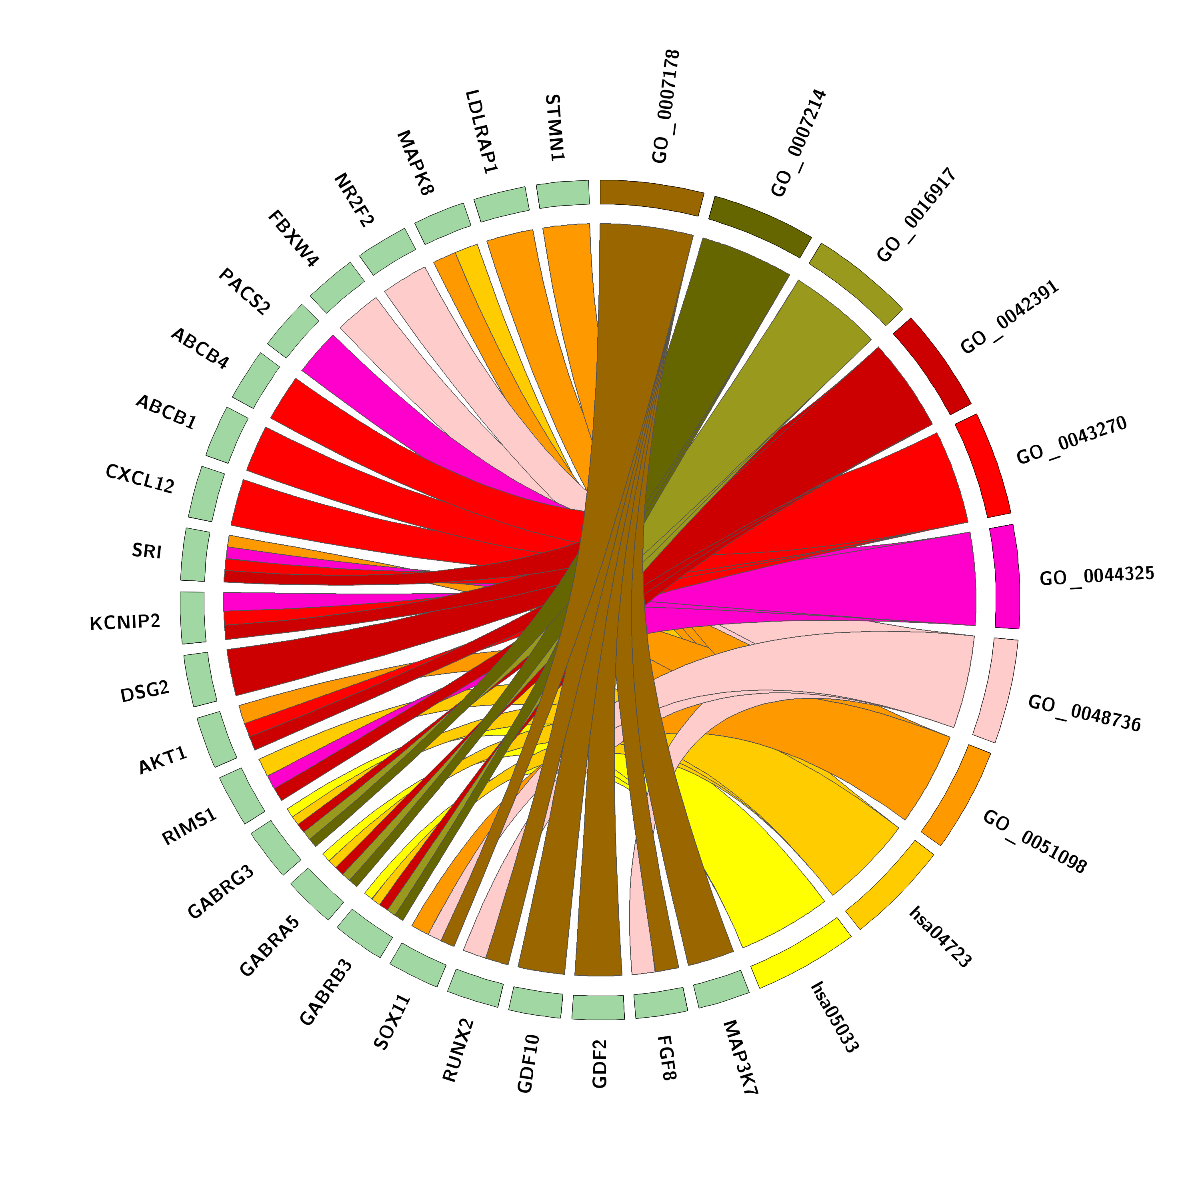 GO_0007178
GO_0007214
GO_0016917
GO_0042391
GO_0043270
GO_0044325
GO_0048736
GO_0051098
hsa04723
hsa05033
MAP3K7
FGF8
GDF2
GDF10
RUNX2
SOX11
GABRB3
GABRA5
GABRG3
RIMS1
AKT1
DSG2
KCNIP2
SRI
CXCL12
ABCB1
ABCB4
PACS2
FBXW4
NR2F2
MAPK8
LDLRAP1
STMN1